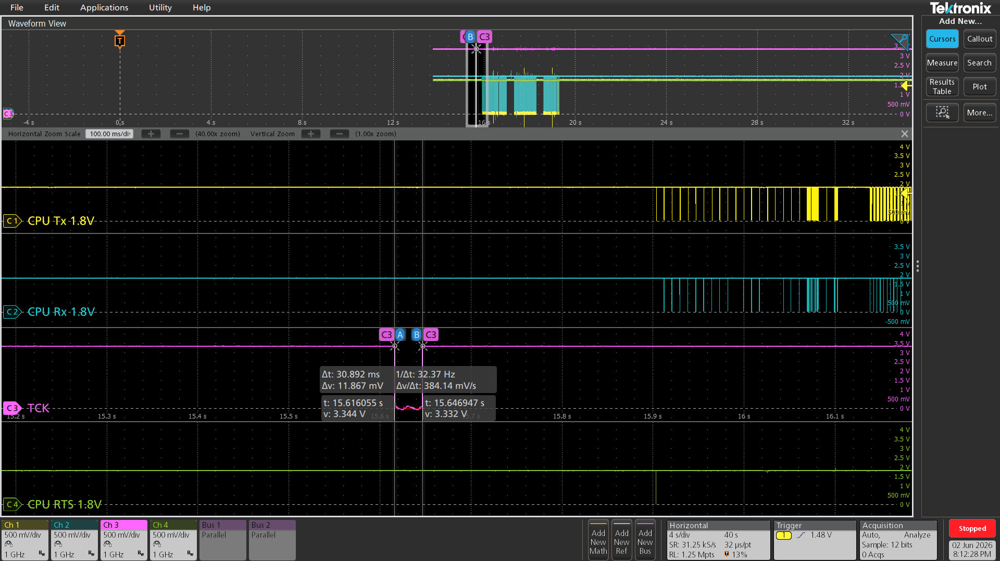 File Edit Applications Utility Help
Tektronix
Waveform View
Add New...
Cursors Callout
Measure Search
Results Table Plot
More...
T
B C3
3 V
2.5 V
2 V
1 V
500 mV
0 V
C3
-4 s 0 s 4 s 8 s 12 s 16 s 20 s 24 s 28 s 32 s
Horizontal Zoom Scale 100.00 ms/div + - (40.00x zoom) Vertical Zoom + - (1.00x zoom)
4 V
3.5 V
3 V
2.5 V
2 V
500 mV
0 V
C 1 CPU Tx 1.8V
3.5 V
3 V
2.5 V
2 V
1.5 V
1 V
500 mV
0 V
-500 mV
C 2 CPU Rx 1.8V
C3 A B C3
4 V
3.5 V
3 V
2.5 V
2 V
1.5 V
1 V
500 mV
0 V
Δt: 30.892 ms 1/Δt: 32.37 Hz
Δv: 11.867 mV Δv/Δt: 384.14 mV/s
t: 15.616055 s t: 15.646947 s
v: 3.344 V v: 3.332 V
C 3 TCK
15.2 s 15.3 s 15.4 s 15.5 s 15.6 s 15.7 s 15.8 s 15.9 s 16 s 16.1 s
4 V
3.5 V
3 V
2.5 V
2 V
1.5 V
1 V
500 mV
0 V
C 4 CPU RTS 1.8V
Ch 1 Ch 2 Ch 3 Ch 4 Bus 1 Bus 2
500 mV/div 500 mV/div 500 mV/div 500 mV/div Parallel Parallel
1 GHz Bw 1 GHz Bw 1 GHz Bw 1 GHz Bw
Add New Math
Add New Ref
Add New Bus
Horizontal
4 s/div 40 s
SR: 31.25 kS/s 32 µs/pt
RL: 1.25 Mpts T 13%
Trigger
1 1.48 V
Acquisition
Auto, Analyze
Sample: 12 bits
0 Acqs
Stopped
02 Jun 2026
8:12:28 PM